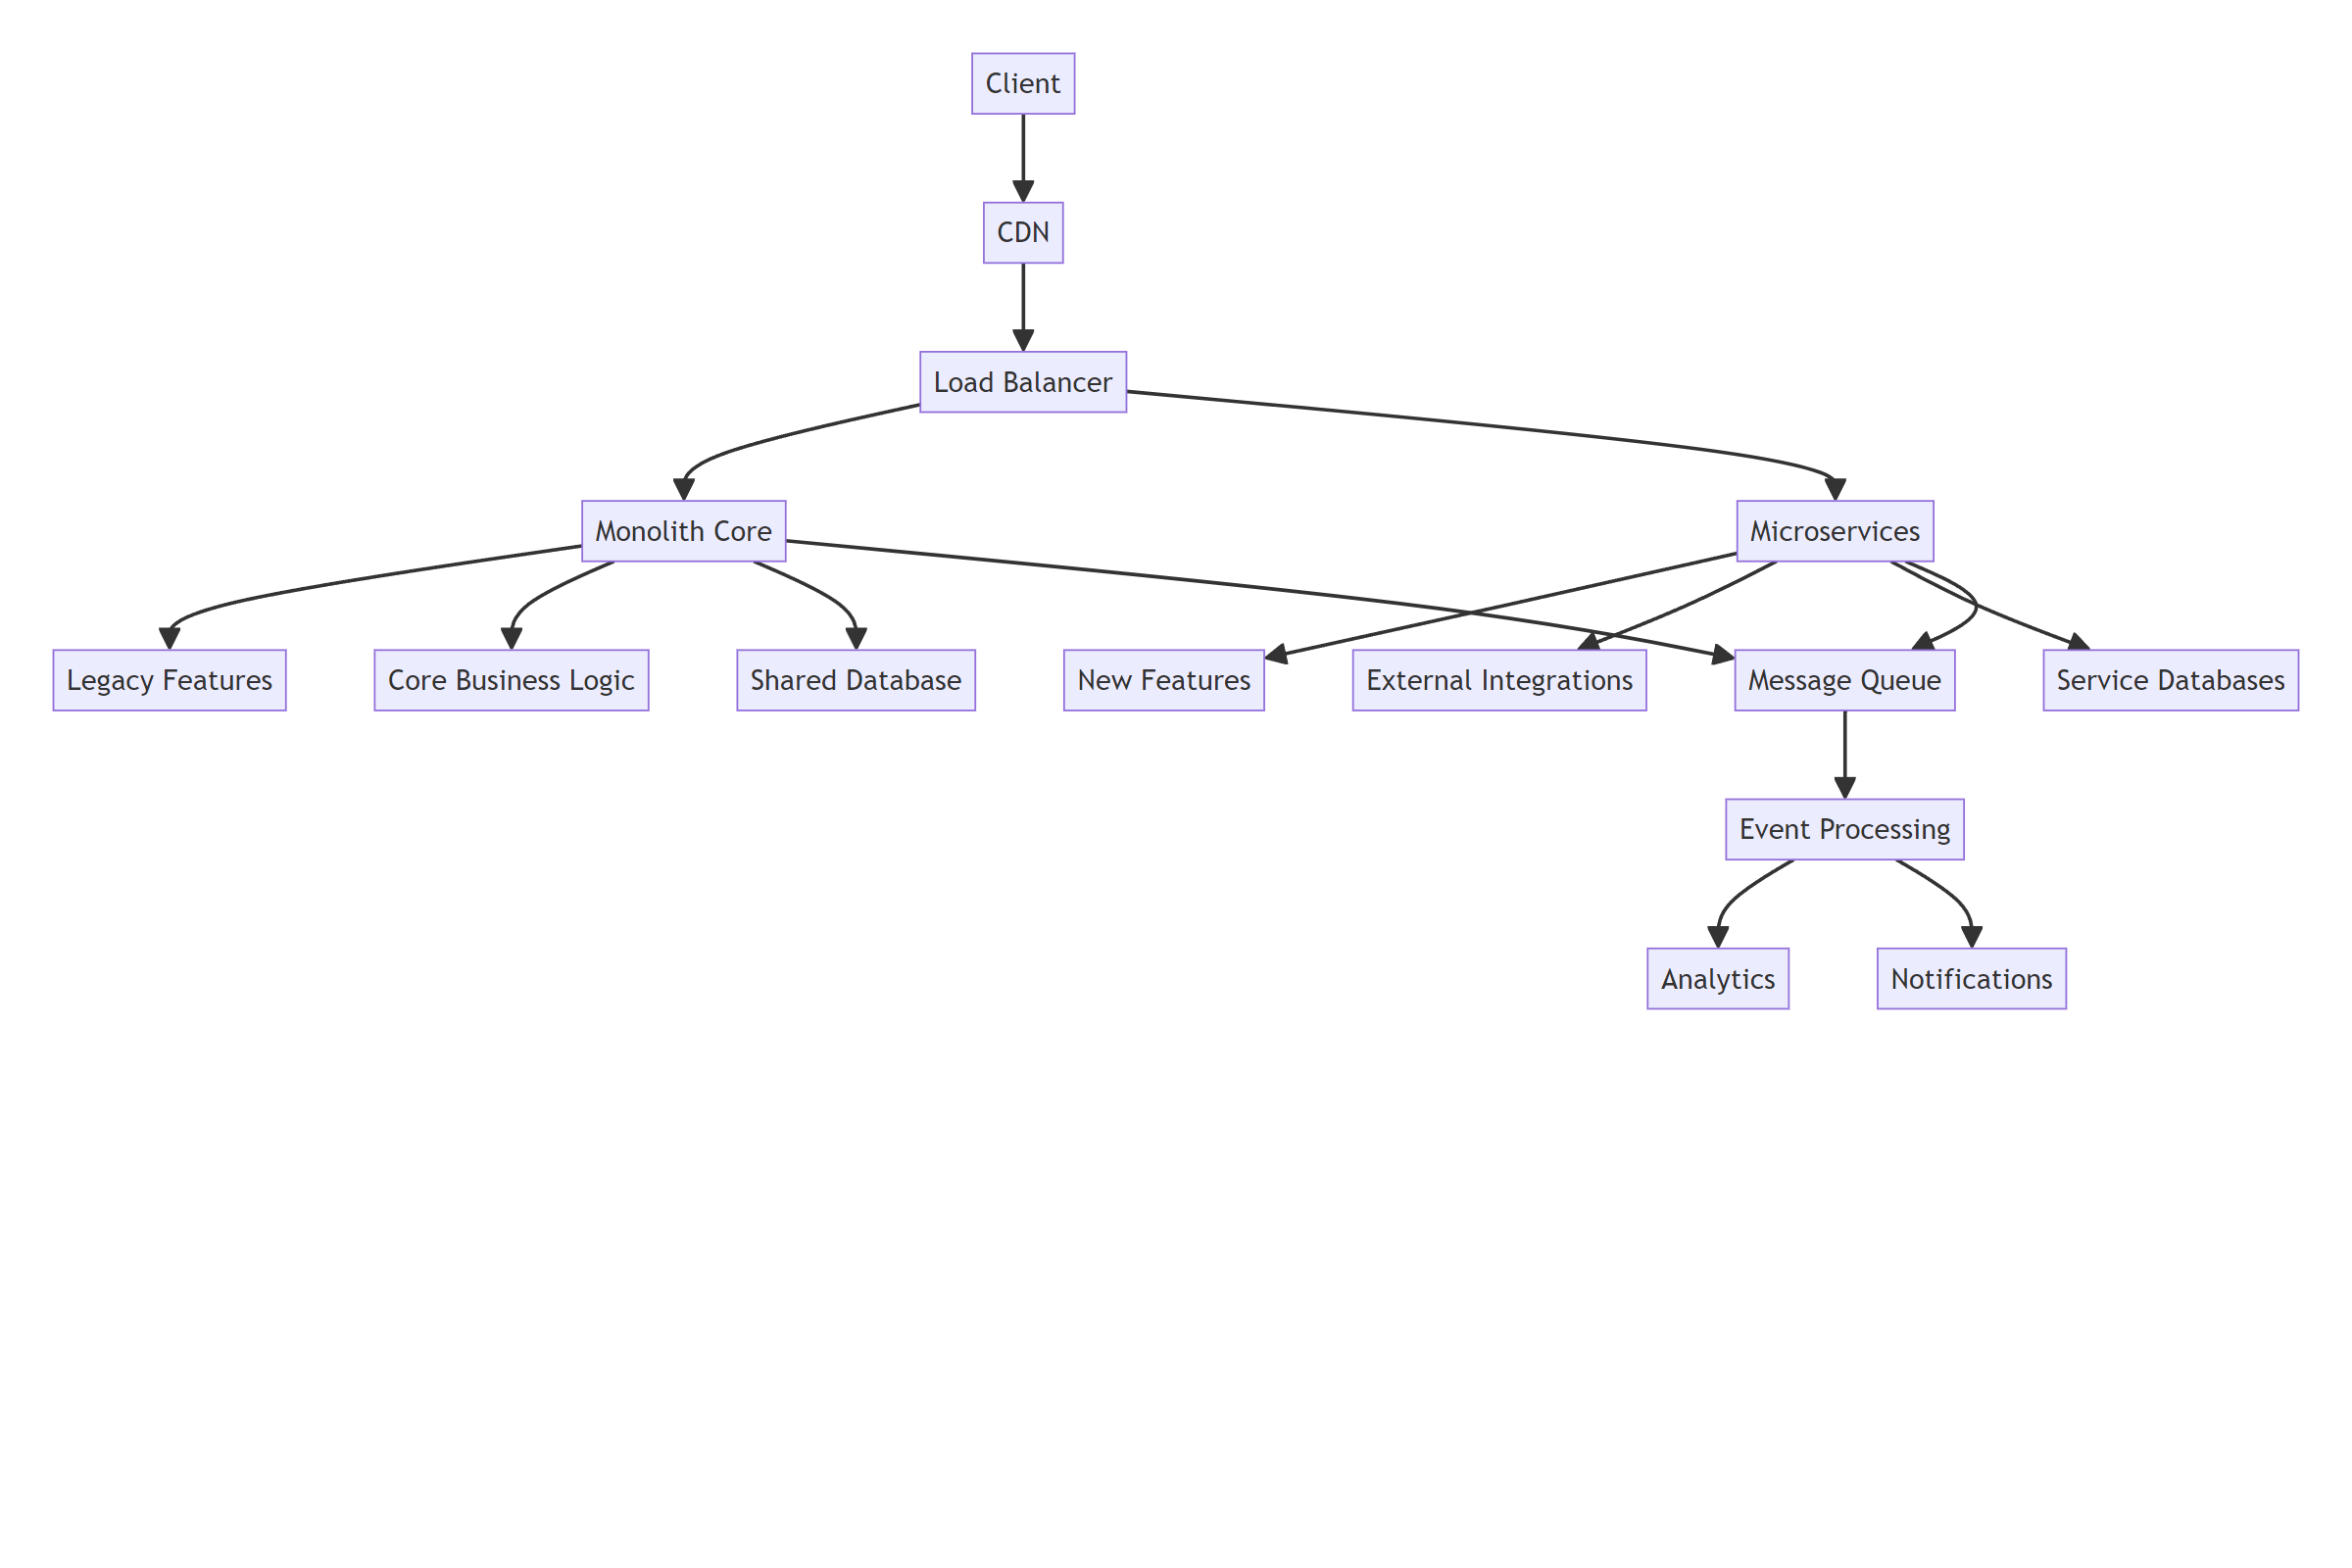 Client
CDN
Load Balancer
Monolith Core
Microservices
Legacy Features
Core Business Logic
Shared Database
New Features
External Integrations
Message Queue
Service Databases
Event Processing
Analytics
Notifications